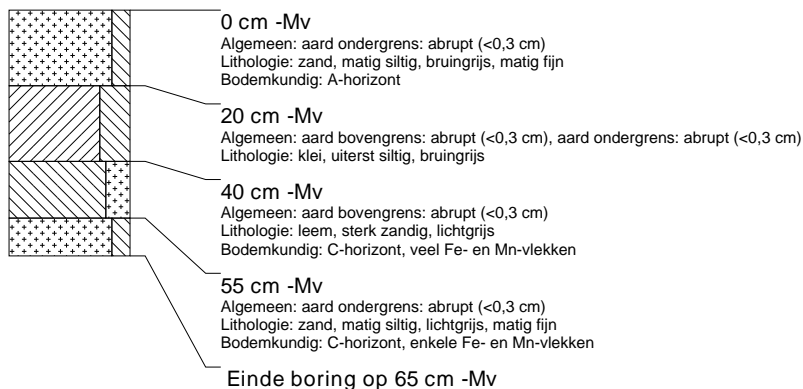 0 cm -Mv
Algemeen: aard ondergrens: abrupt (<0,3 cm)
Lithologie: zand, matig siltig, bruingrijs, matig fijn
Bodemkundig: A-horizont
20 cm -Mv
Algemeen: aard bovengrens: abrupt (<0,3 cm), aard ondergrens: abrupt (<0,3 cm)
Lithologie: klei, uiterst siltig, bruingrijs
40 cm -Mv
Algemeen: aard bovengrens: abrupt (<0,3 cm)
Lithologie: leem, sterk zandig, lichtgrijs
Bodemkundig: C-horizont, veel Fe- en Mn-vlekken
55 cm -Mv
Algemeen: aard ondergrens: abrupt (<0,3 cm)
Lithologie: zand, matig siltig, lichtgrijs, matig fijn
Bodemkundig: C-horizont, enkele Fe- en Mn-vlekken
Einde boring op 65 cm -Mv